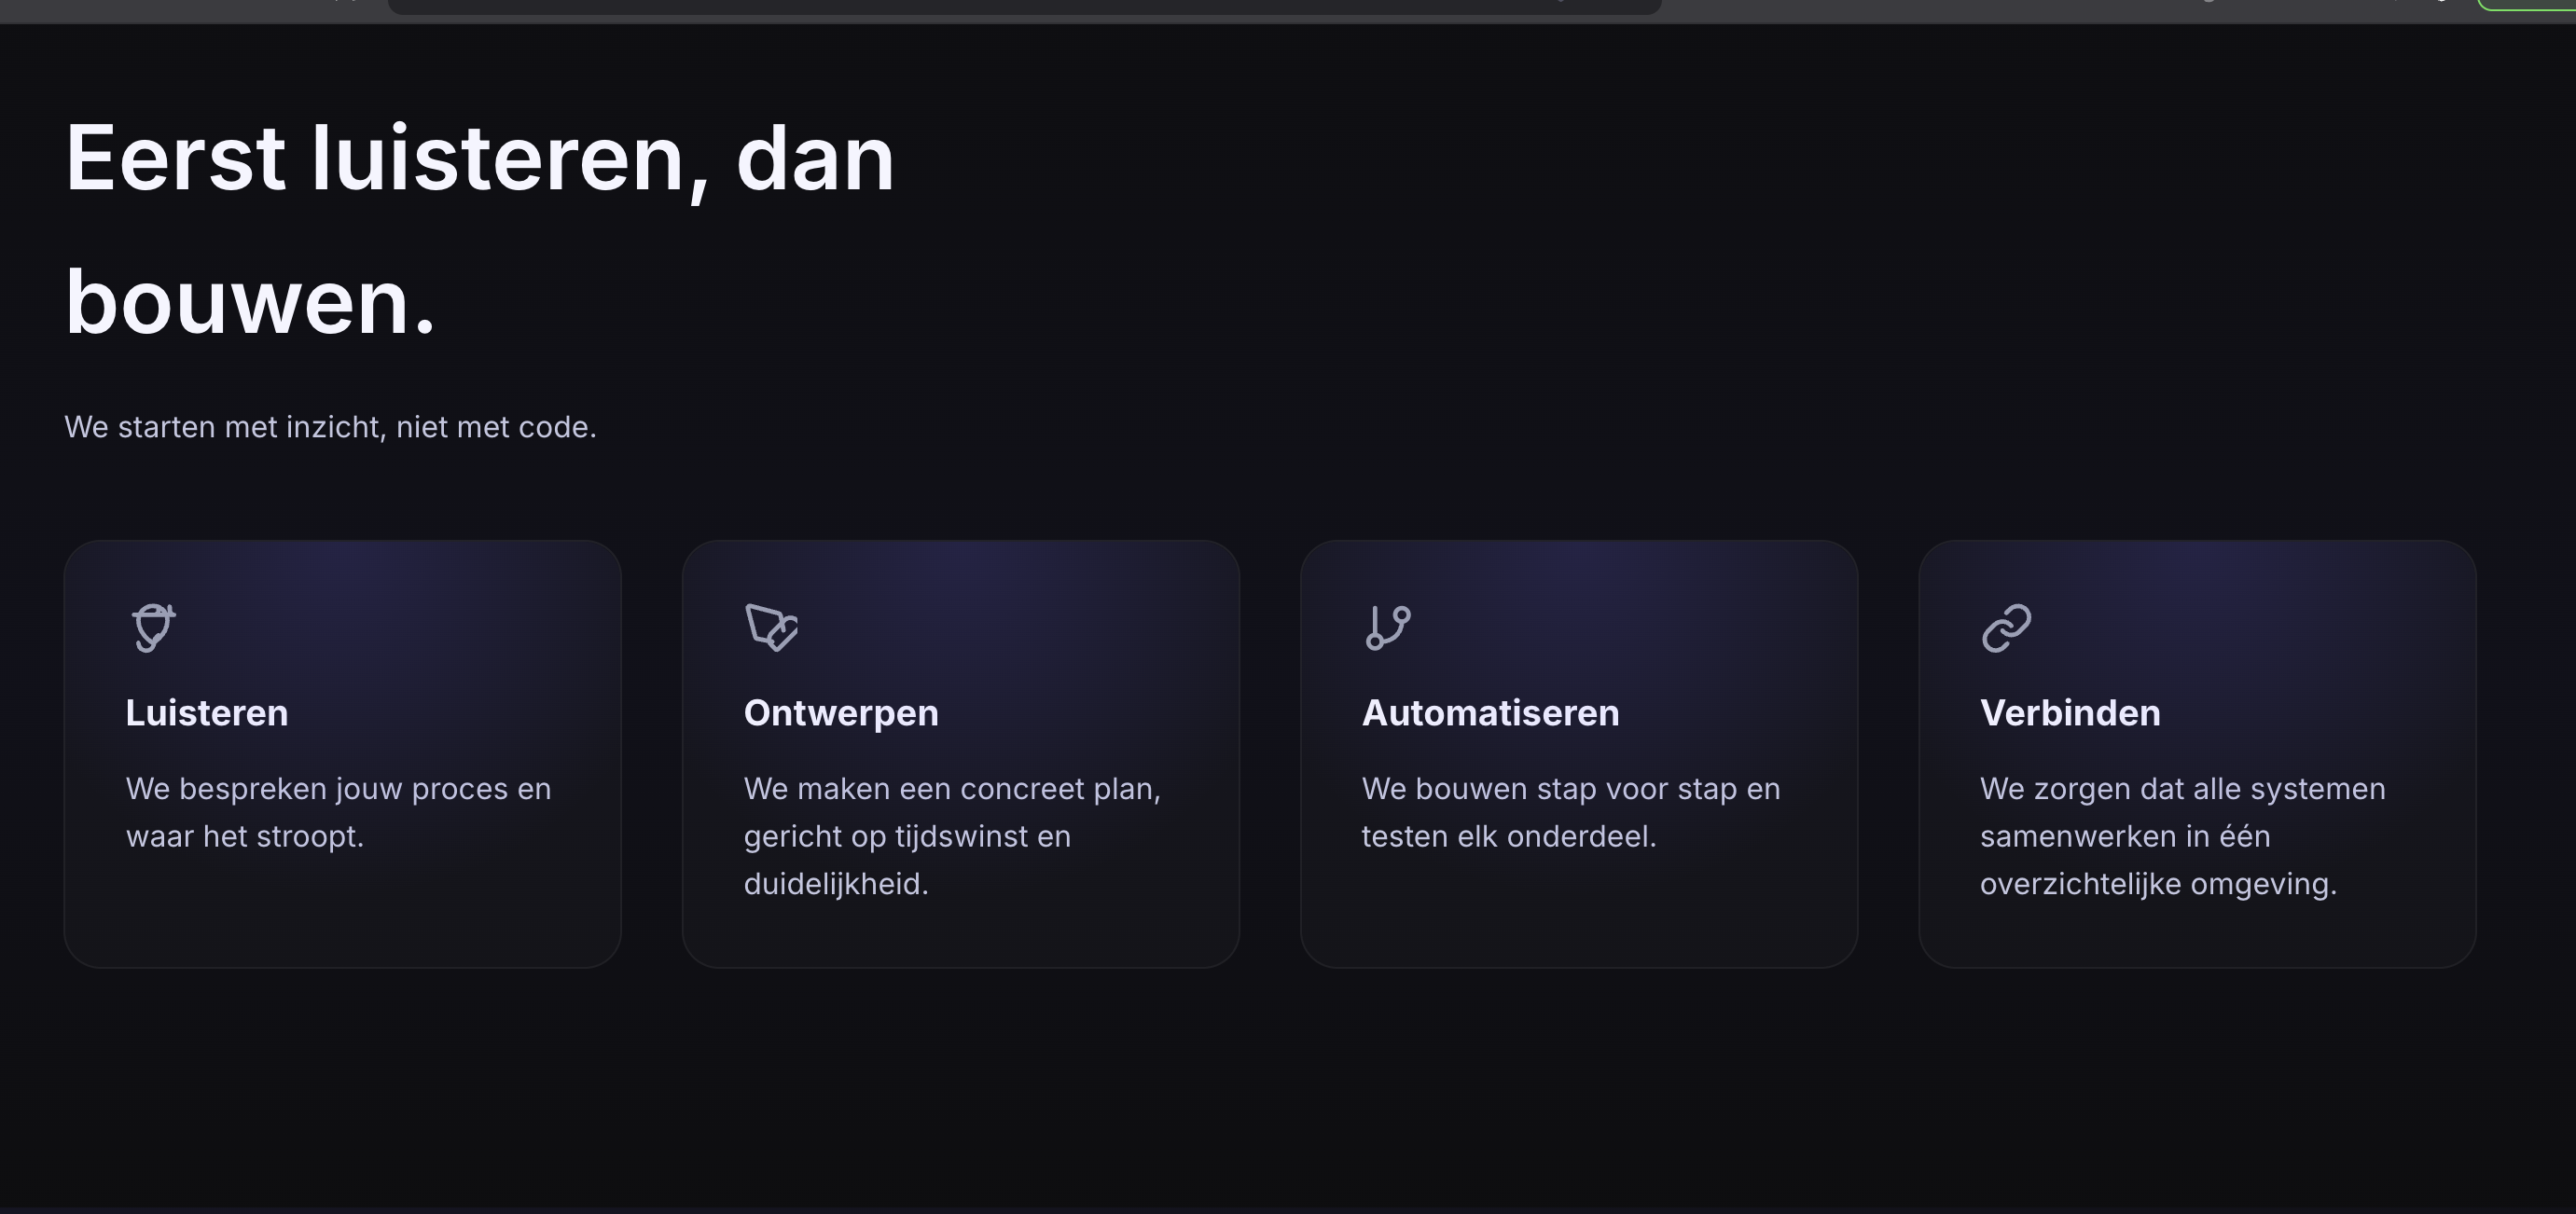 Eerst luisteren, dan
bouwen.
We starten met inzicht, niet met code.
Luisteren
We bespreken jouw proces en
waar het stroopt.
Ontwerpen
We maken een concreet plan,
gericht op tijdswinst en
duidelijkheid.
Automatiseren
We bouwen stap voor stap en
testen elk onderdeel.
Verbinden
We zorgen dat alle systemen
samenwerken in één
overzichtelijke omgeving.